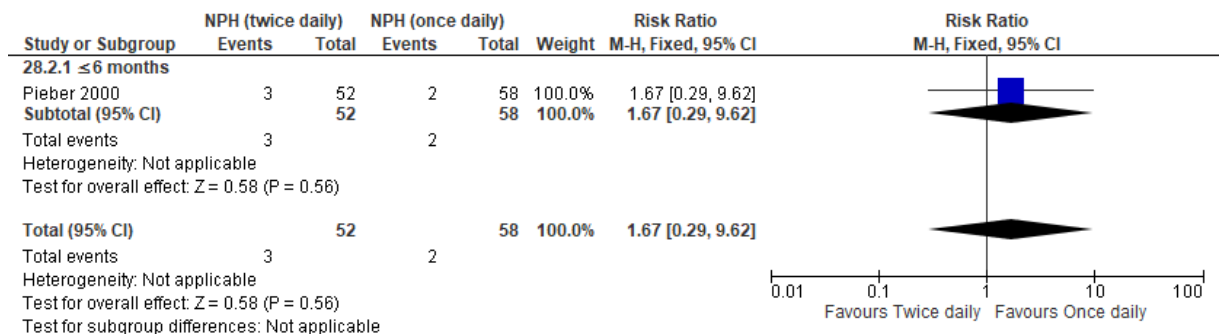 NPH (twice daily) NPH (once daily) Risk Ratio Risk Ratio
Study or Subgroup Events Total Events Total Weight M-H, Fixed, 95% CI M-H, Fixed, 95% CI
28.2.1 ≤6 months
Pieber 2000 3 52 2 58 100.0% 1.67 [0.29, 9.62]
Subtotal (95% CI) 52 58 100.0% 1.67 [0.29, 9.62]
Total events 3 2
Heterogeneity: Not applicable
Test for overall effect: Z = 0.58 (P = 0.56)
Total (95% CI) 52 58 100.0% 1.67 [0.29, 9.62]
Total events 3 2
Heterogeneity: Not applicable
Test for overall effect: Z = 0.58 (P = 0.56)
Test for subgroup differences: Not applicable
0.01 0.1 1 10 100
Favours Twice daily Favours Once daily